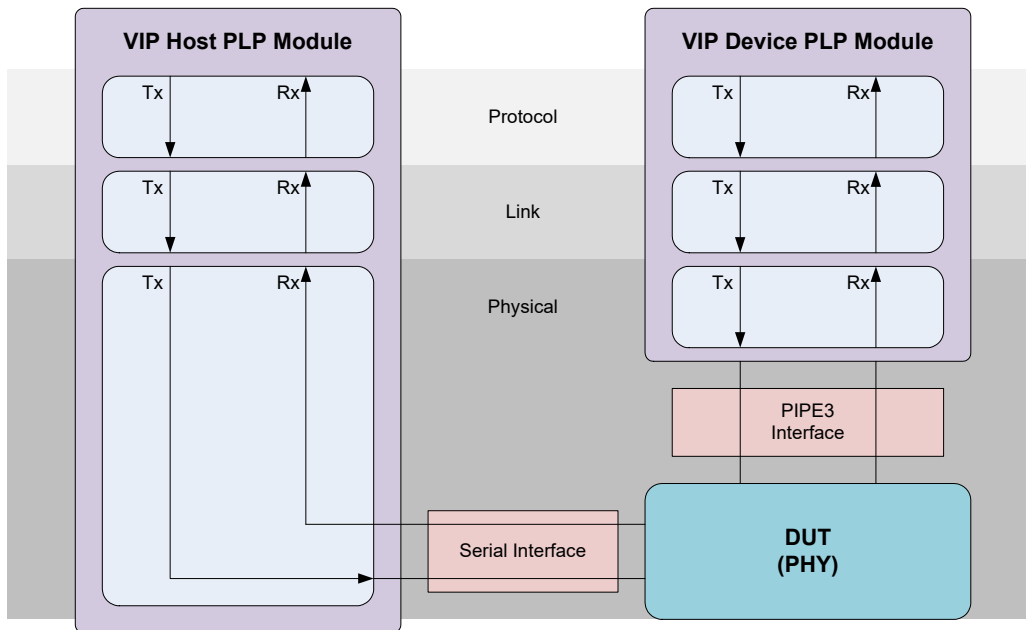 VIP Host PLP Module
VIP Device PLP Module
Tx
Rx
Protocol
Tx
Rx
Tx
Rx
Link
Tx
Rx
Tx
Rx
Physical
Tx
Rx
PIPE3
Interface
Serial Interface
DUT
(PHY)